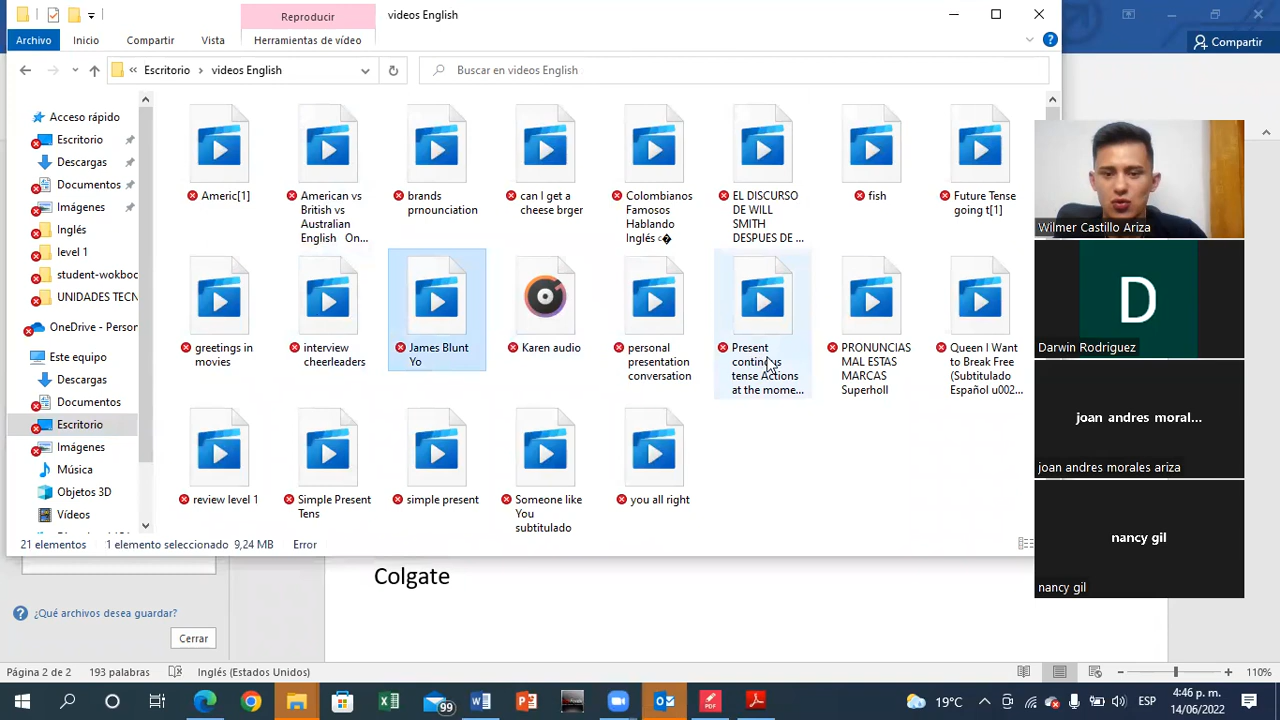 Reproducir
videos English
Archivo
Inicio
Compartir
Vista
Herramientas de vídeo
Compartir
Escritorio
videos English
Buscar en videos English
Acceso rápido
Escritorio
Descargas
Documentos
Imágenes
Inglés
level 1
student-wokboc
UNIDADES TECN
OneDrive - Person
Este equipo
Descargas
Documentos
Escritorio
Imágenes
Música
Objetos 3D
Vídeos
Americ[1]
American vs
British vs
Australian
English On...
brands
prnounciation
can I get a
cheese brger
Colombianos
Famosos
Hablando
Inglés
EL DISCURSO
DE WILL
SMITH
DESPUES DE ...
fish
Future Tense
going t[1]
greetings in
movies
interview
cheerleaders
James Blunt
Yo
Karen audio
personal
presentation
conversation
Present
tense Actions
at the mome...
PRONUNCIAS
MAL ESTAS
MARCAS
Superholl
Queen I Want
to Break Free
(Subtitulado
Español u002...
review level 1
Simple Present
Tens
simple present
Someone like
You
subtitulado
you all right
21 elementos
1 elemento seleccionado
9,24 MB
Error
Wilmer Castillo Ariza
D
Darwin Rodriguez
joan andres moral...
joan andres morales ariza
nancy gil
nancy gil
Colgate
¿Qué archivos desea guardar?
Cerrar
Página 2 de 2
193 palabras
Inglés (Estados Unidos)
110%
99
19°C
ESP
4:46 p. m.
14/06/2022